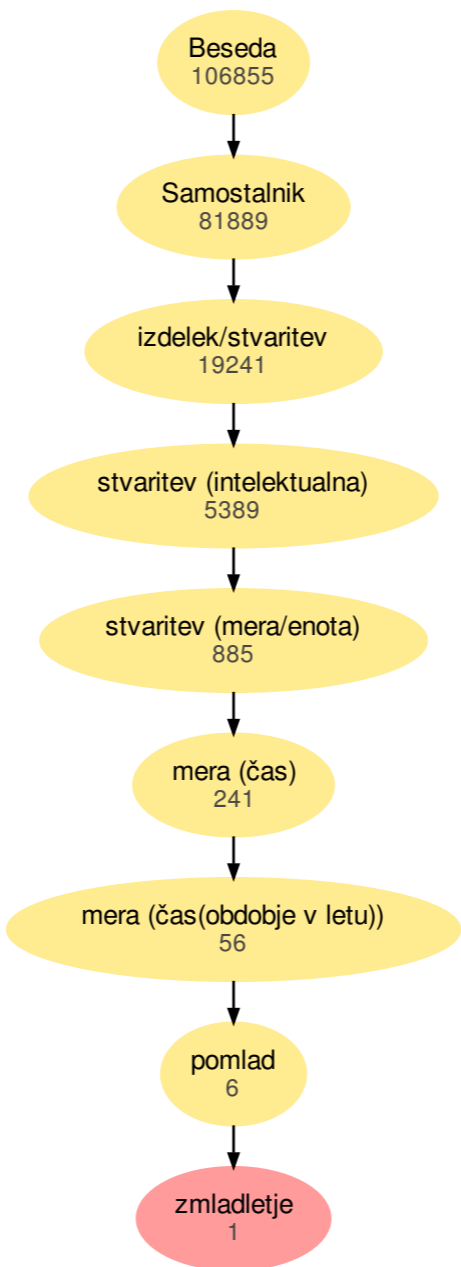 Beseda
106855
Samostalnik
81889
izdelek/stvaritev
19241
stvaritev (intelektualna)
5389
stvaritev (mera/enota)
885
mera (čas)
241
mera (čas(obdobje v letu))
56
pomlad
6
zmladletje
1